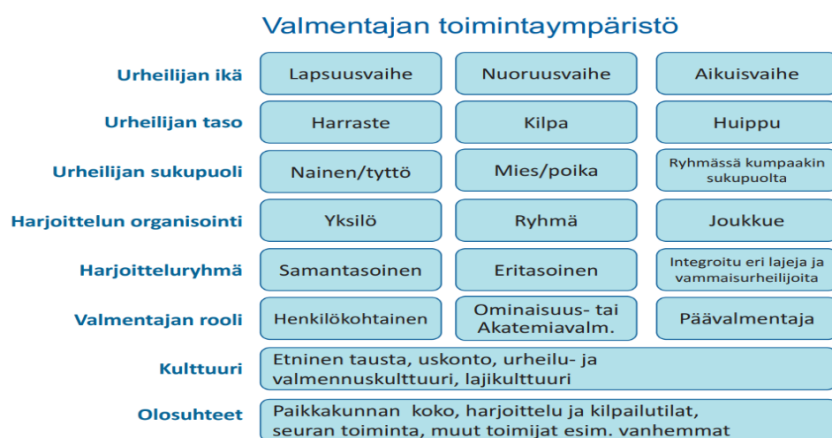 Valmentajan toimintaympäristö
Urheilijan ikä Lapsuusvaihe Nuoruusvaihe Aikuisvaihe
Urheilijan taso Harraste Kilpa Huippu
Urheilijan sukupuoli Nainen/tyttö Mies/poika Ryhmässä kumpaakin
sukupuolta
Harjoittelun organisointi Yksilö Ryhmä Joukkue
Harjoitteluryhmä Samantasoinen Eritasoinen Integroitu eri lajeja ja
vammaisurheilijoita
Valmentajan rooli Henkilökohtainen Ominaisuus- tai
Akatemiavalm. Päävalmentaja
Kulttuuri Etninen tausta, uskonto, urheilu- ja
valmennuskulttuuri, lajikulttuuri
Olosuhteet Paikkakunnan koko, harjoittelu ja kilpailutilat,
seuran toiminta, muut toimijat esim. vanhemmat